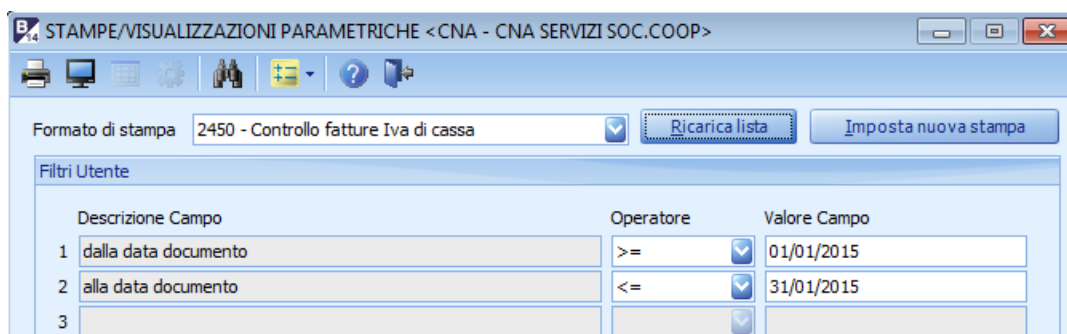 B 14 STAMPE/VISUALIZZAZIONI PARAMETRICHE <CNA - CNA SERVIZI SOC.COOP>
Formato di stampa 2450 - Controllo fatture Iva di cassa Ricarica lista Imposta nuova stampa
Filtri Utente
Descrizione Campo Operatore Valore Campo
1 dalla data documento >= 01/01/2015
2 alla data documento <= 31/01/2015
3